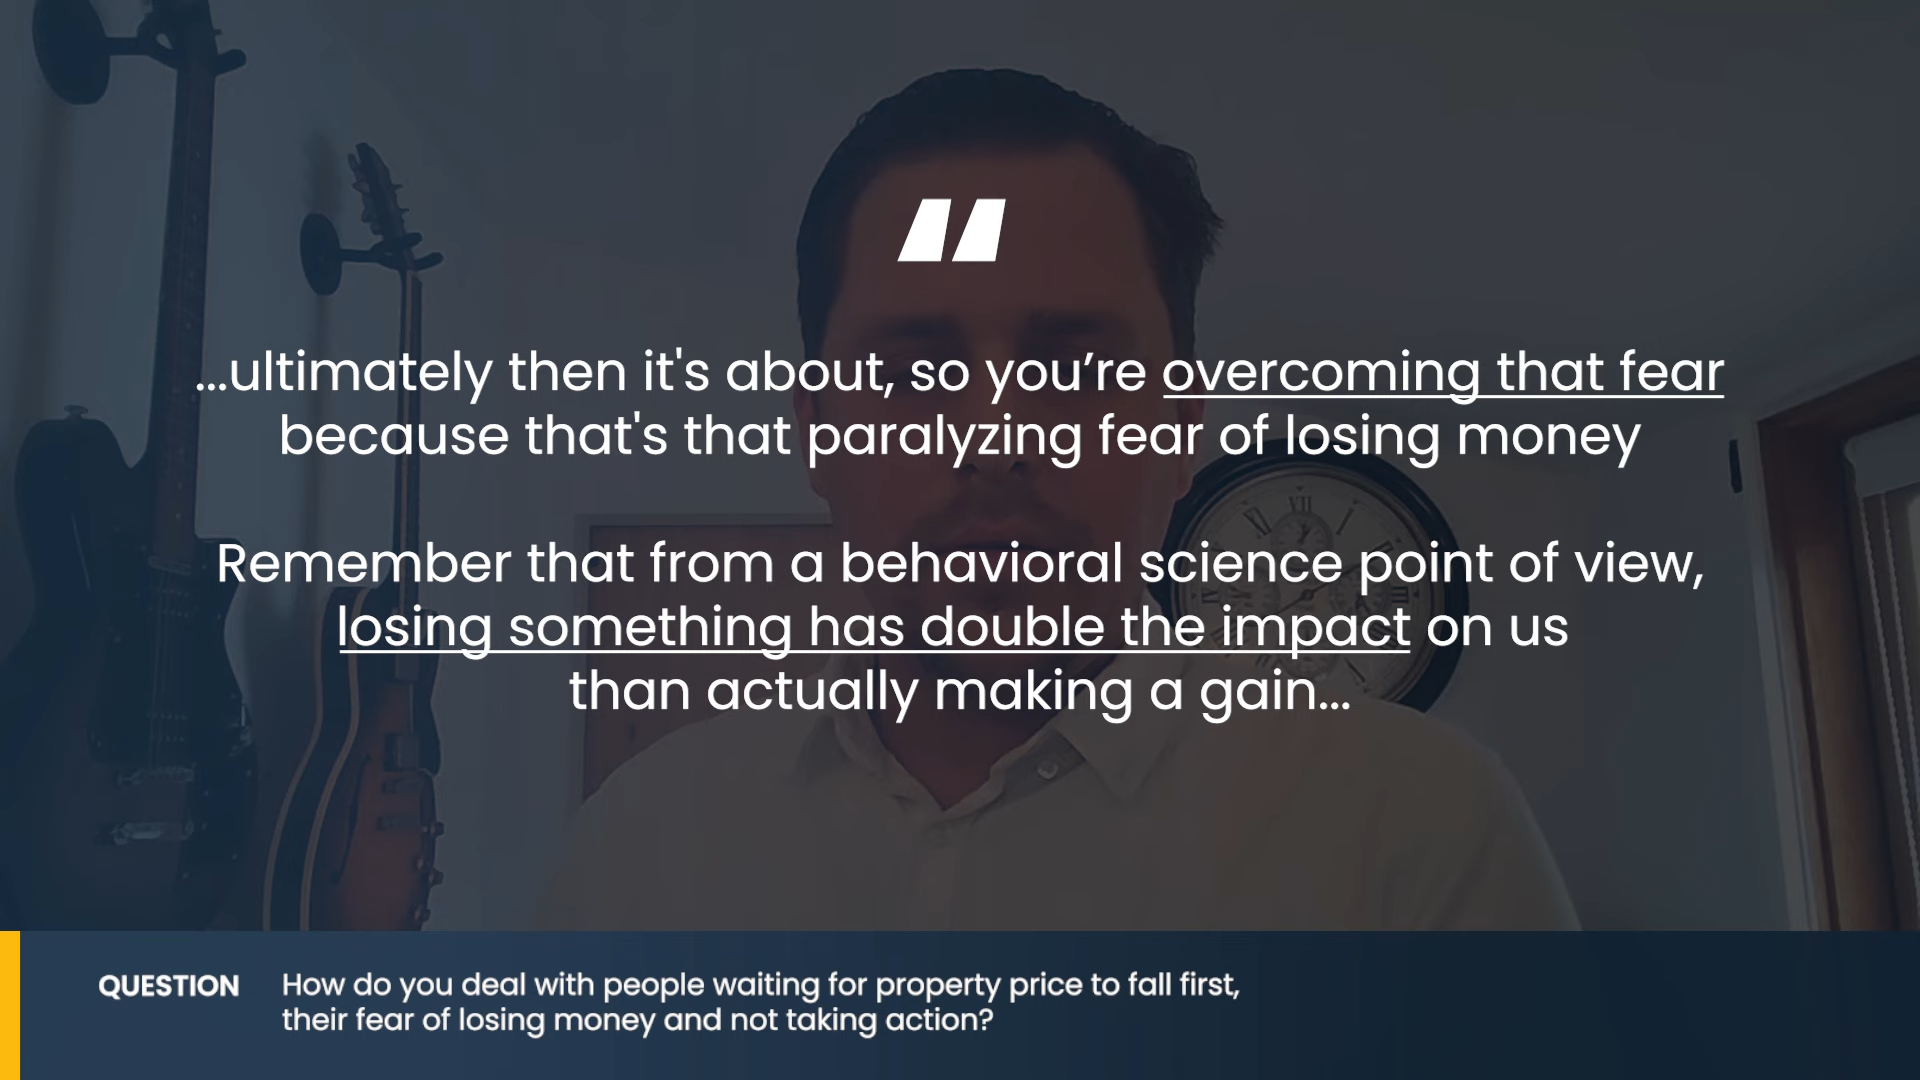 “
...ultimately then it's about, so you’re overcoming that fear
because that's that paralyzing fear of losing money
Remember that from a behavioral science point of view,
losing something has double the impact on us
than actually making a gain...
XII
QUESTION
How do you deal with people waiting for property price to fall first,
their fear of losing money and not taking action?